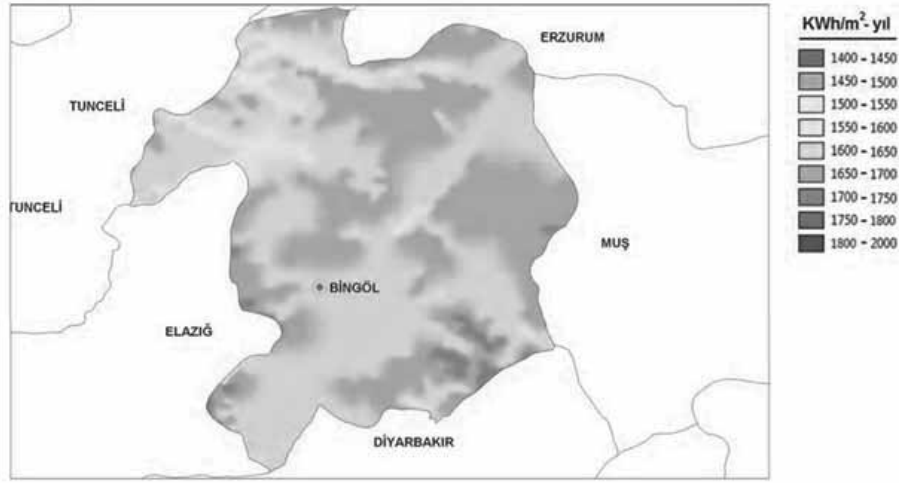 ERZURUM
TUNCELİ
TUNCELİ
MUŞ
BİNGÖL
ELAZIĞ
DİYARBAKIR
KWh/m²- yıl
1400 - 1450
1450 - 1500
1500 - 1550
1550 - 1600
1600 - 1650
1650 - 1700
1700 - 1750
1750 - 1800
1800 - 2000